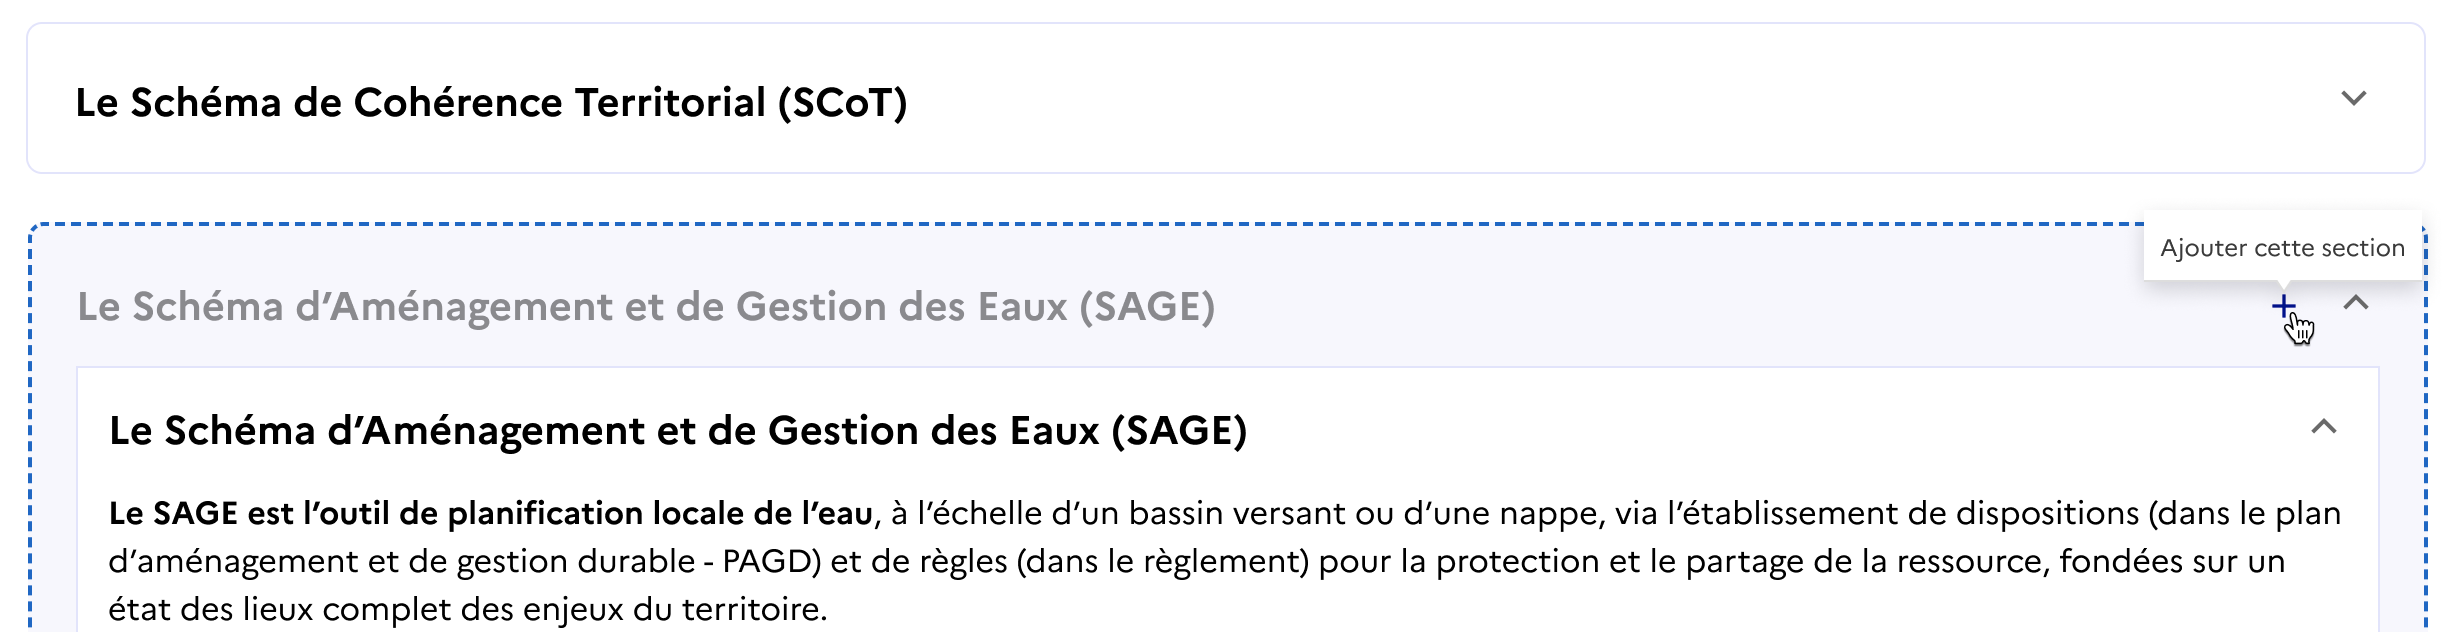 Le Schéma de Cohérence Territorial (SCoT)
Ajouter cette section
Le Schéma d’Aménagement et de Gestion des Eaux (SAGE)
Le Schéma d’Aménagement et de Gestion des Eaux (SAGE)
Le SAGE est l’outil de planification locale de l’eau, à l’échelle d’un bassin versant ou d’une nappe, via l’établissement de dispositions (dans le plan
d’aménagement et de gestion durable - PAGD) et de règles (dans le règlement) pour la protection et le partage de la ressource, fondées sur un
état des lieux complet des enjeux du territoire.